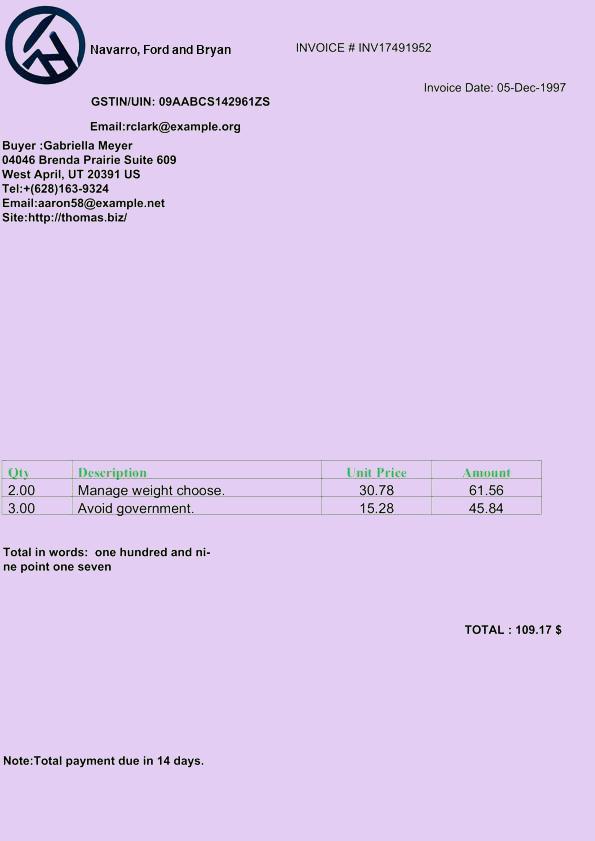 Navarro, Ford and Bryan
INVOICE # INV17491952
Invoice Date: 05-Dec-1997
GSTIN/UIN: 09AABCS142961ZS
Email:rclark@example.org
Buyer :Gabriella Meyer
04046 Brenda Prairie Suite 609
West April, UT 20391 US
Tel:+(628)163-9324
Email:aaron58@example.net
Site:http://thomas.biz/
Qty Description Unit Price Amount
2.00 Manage weight choose. 30.78 61.56
3.00 Avoid government. 15.28 45.84
Total in words:  one hundred and ni-
ne point one seven
TOTAL : 109.17 $
Note:Total payment due in 14 days.